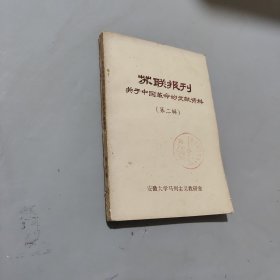 苏联报刊
关于中国革命的文献资料
(第二辑)
安徽大学马列主义教研室